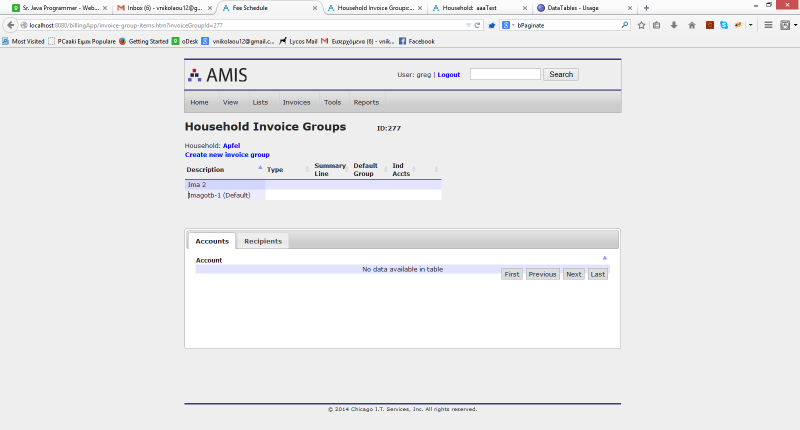 Sr. Java Programmer - Web...
Inbox (6) - vnikolaou12@g...
Fee Schedule
Household Invoice Groups:...
Household: aaaTest
DataTables - Usage
localhost:8080/billingApp/invoice-group-items.htm?invoiceGroupId=277
bPaginate
Most Visited
Getting Started
oDesk
vnikolaou12@gmail.c...
Lycos Mail
Εισερχόμενα (6) - vnik...
Facebook
AMIS
User: greg | Logout
Search
Home View Lists Invoices Tools Reports
Household Invoice Groups ID:277
Household: Apfel
Create new invoice group
Description Type Summary Line Default Group Ind Accts
Ima 2
Imagotb-1 (Default)
Accounts Recipients
Account
No data available in table
First Previous Next Last
© 2014 Chicago I.T. Services, Inc. All rights reserved.